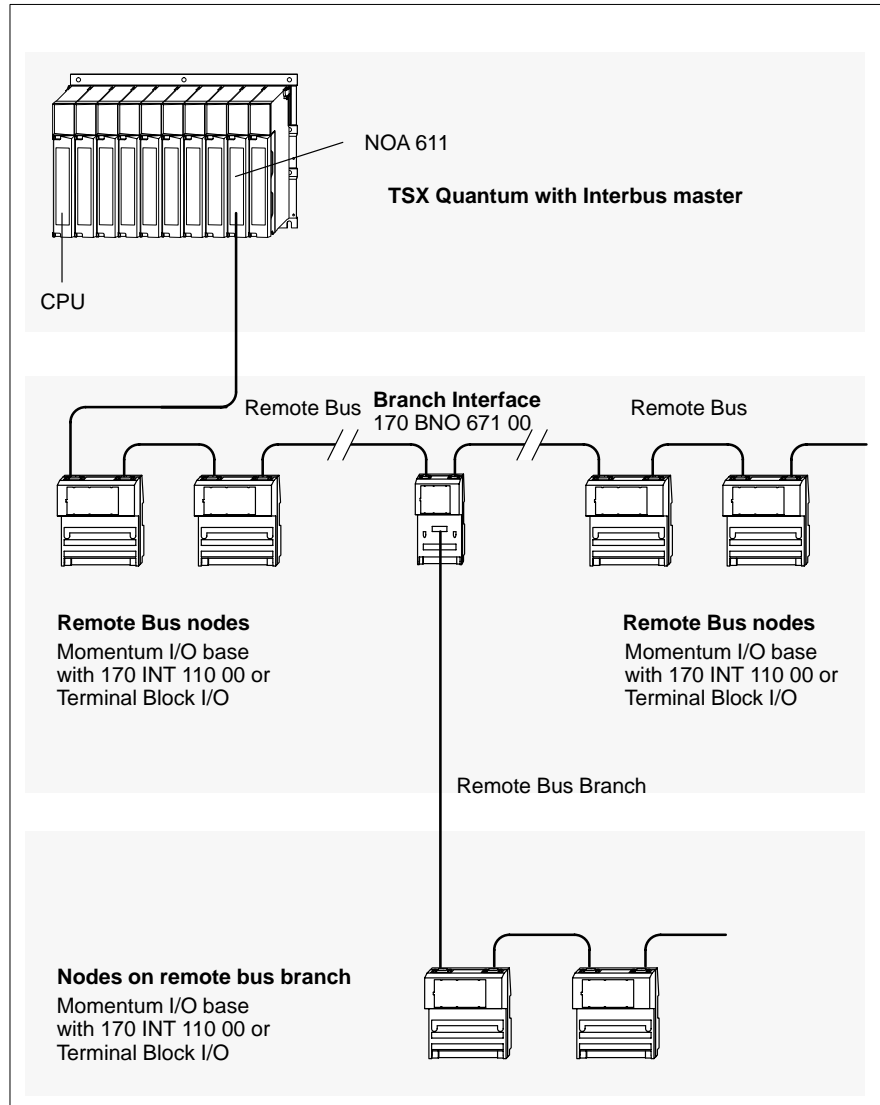 NOA 611
TSX Quantum with Interbus master
CPU
Remote Bus
Branch Interface
170 BNO 671 00
Remote Bus
Remote Bus nodes
Momentum I/O base
with 170 INT 110 00 or
Terminal Block I/O
Remote Bus nodes
Momentum I/O base
with 170 INT 110 00 or
Terminal Block I/O
Remote Bus Branch
Nodes on remote bus branch
Momentum I/O base
with 170 INT 110 00 or
Terminal Block I/O